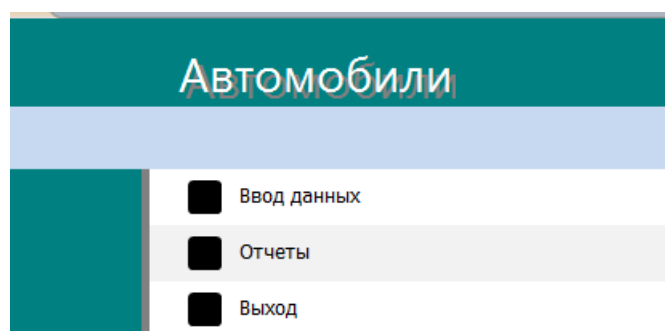 Автомобили
Ввод данных
Отчеты
Выход